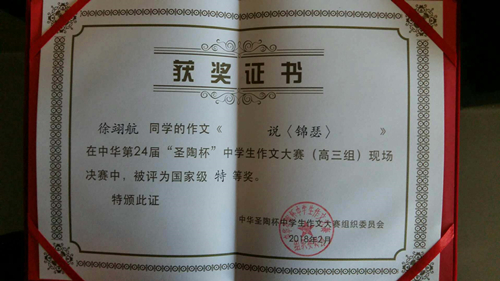 获奖证书
徐翊航 同学的作文《 说〈锦瑟〉 》
在中华第24届“圣陶杯”中学生作文大赛（高三组）现场
决赛中，被评为国家级 特 等奖。
特颁此证
中华圣陶杯中学生作文大赛组织委员会
2018年2月